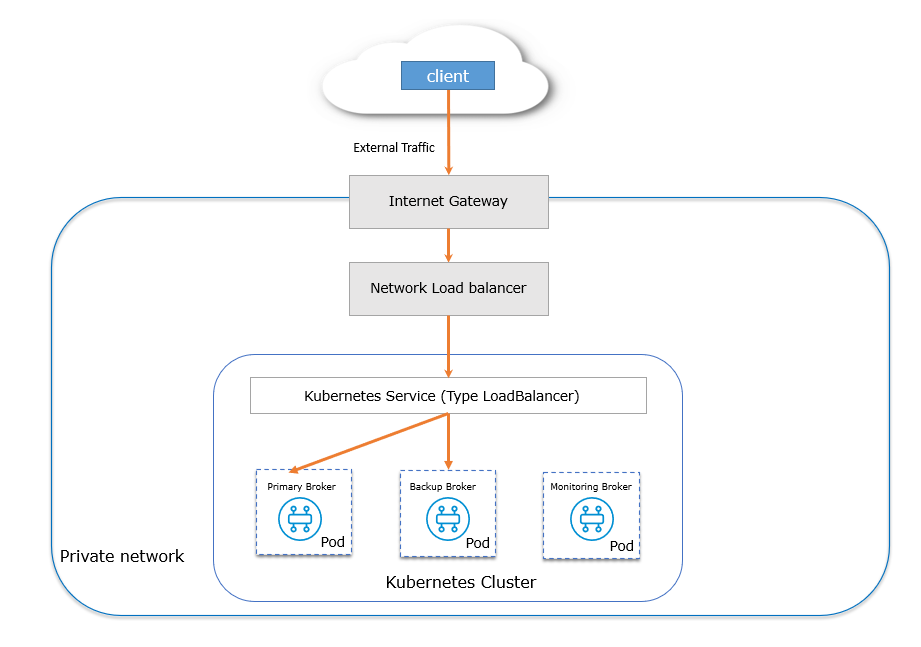 client
External Traffic
Internet Gateway
Network Load balancer
Kubernetes Service (Type LoadBalancer)
Primary Broker
Pod
Backup Broker
Pod
Monitoring Broker
Pod
Private network
Kubernetes Cluster